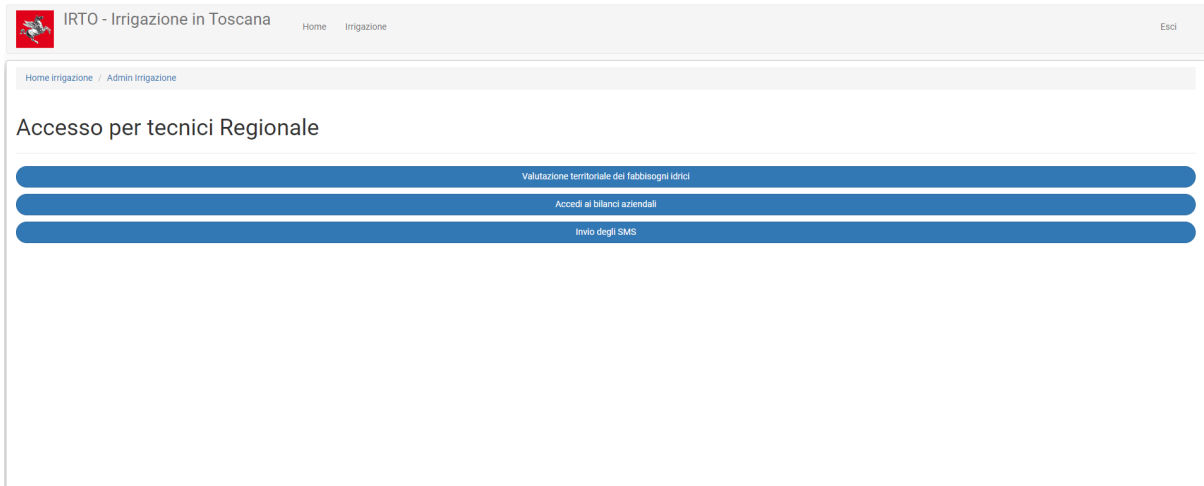 IRTO - Irrigazione in Toscana
Home Irrigazione Esci
Home irrigazione / Admin Irrigazione
Accesso per tecnici Regionale
Valutazione territoriale dei fabbisogni idrici
Accedi ai bilanci aziendali
Invio degli SMS